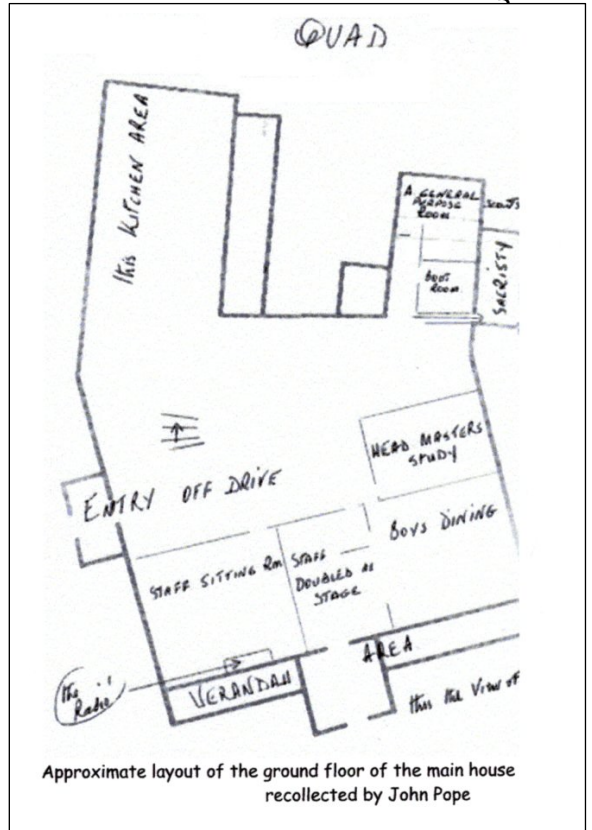 QUAD
this KITCHEN AREA
A GENERAL
PURPOSE
ROOM
SCOUTS
BOOT
ROOM
SACRISTY
HEAD MASTERS
STUDY
ENTRY OFF DRIVE
BOYS DINING
STAFF SITTING Rm
STAFF
DOUBLED AS
STAGE
AREA
the
Radio
VERANDAH
this the View of
Approximate layout of the ground floor of the main house
recollected by John Pope